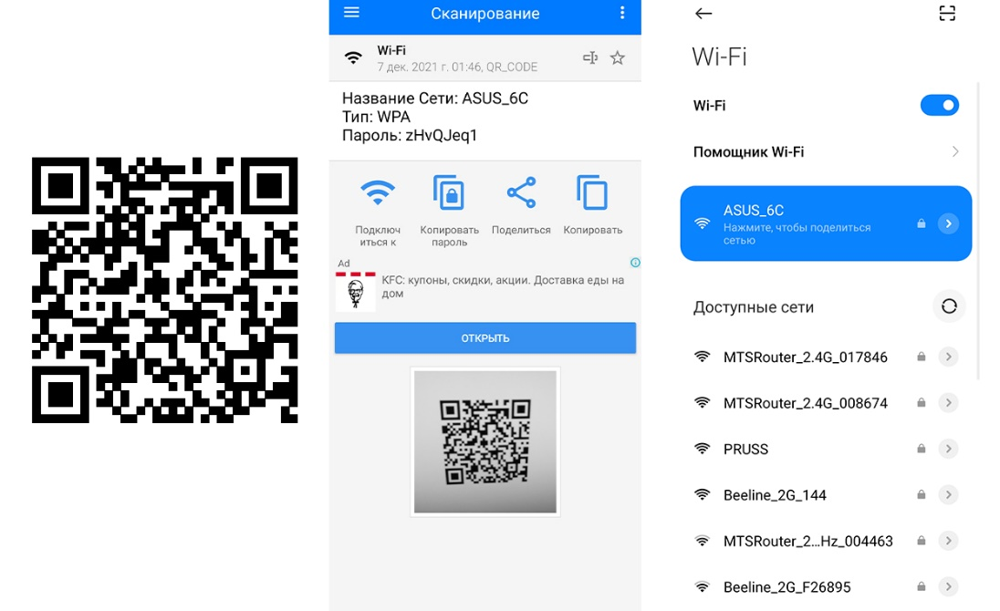 Сканирование
Wi-Fi
7 дек. 2021 г. 01:46, QR_CODE
Название Сети: ASUS_6C
Тип: WPA
Пароль: zHvQJeq1
Подключ
иться к
Копировать
пароль
Поделиться
Копировать
Ad
KFC: купоны, скидки, акции. Доставка еды на
дом
ОТКРЫТЬ
Wi-Fi
Wi-Fi
Помощник Wi-Fi
ASUS_6C
Нажмите, чтобы поделиться
сетью
Доступные сети
MTSRouter_2.4G_017846
MTSRouter_2.4G_008674
PRUSS
Beeline_2G_144
MTSRouter_2...Hz_004463
Beeline_2G_F26895